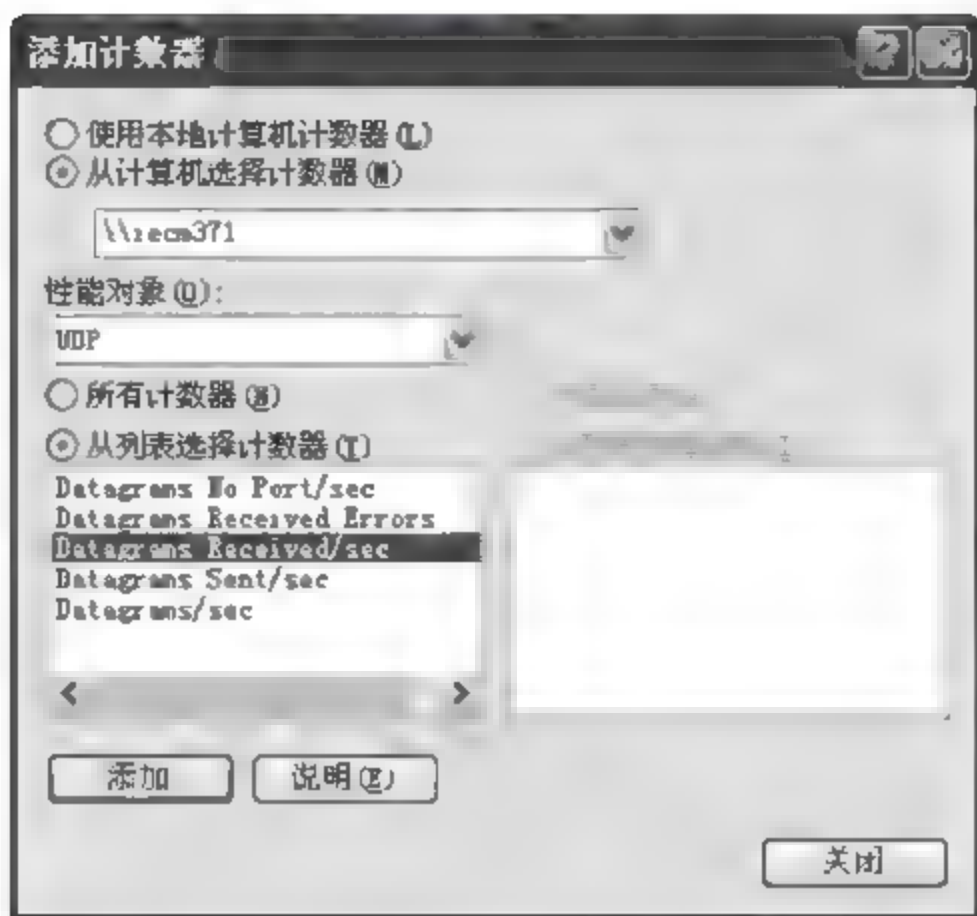 添加计数器
使用本地计算机计数器(L)
从计算机选择计数器(M)
性能对象(O):
UDP
所有计数器(N)
从列表选择计数器(T)
Datagrams No Port/sec
Datagrams Received Errors
Datagrams Received/sec
Datagrams Sent/sec
Datagrams/sec
添加
说明(E)
关闭